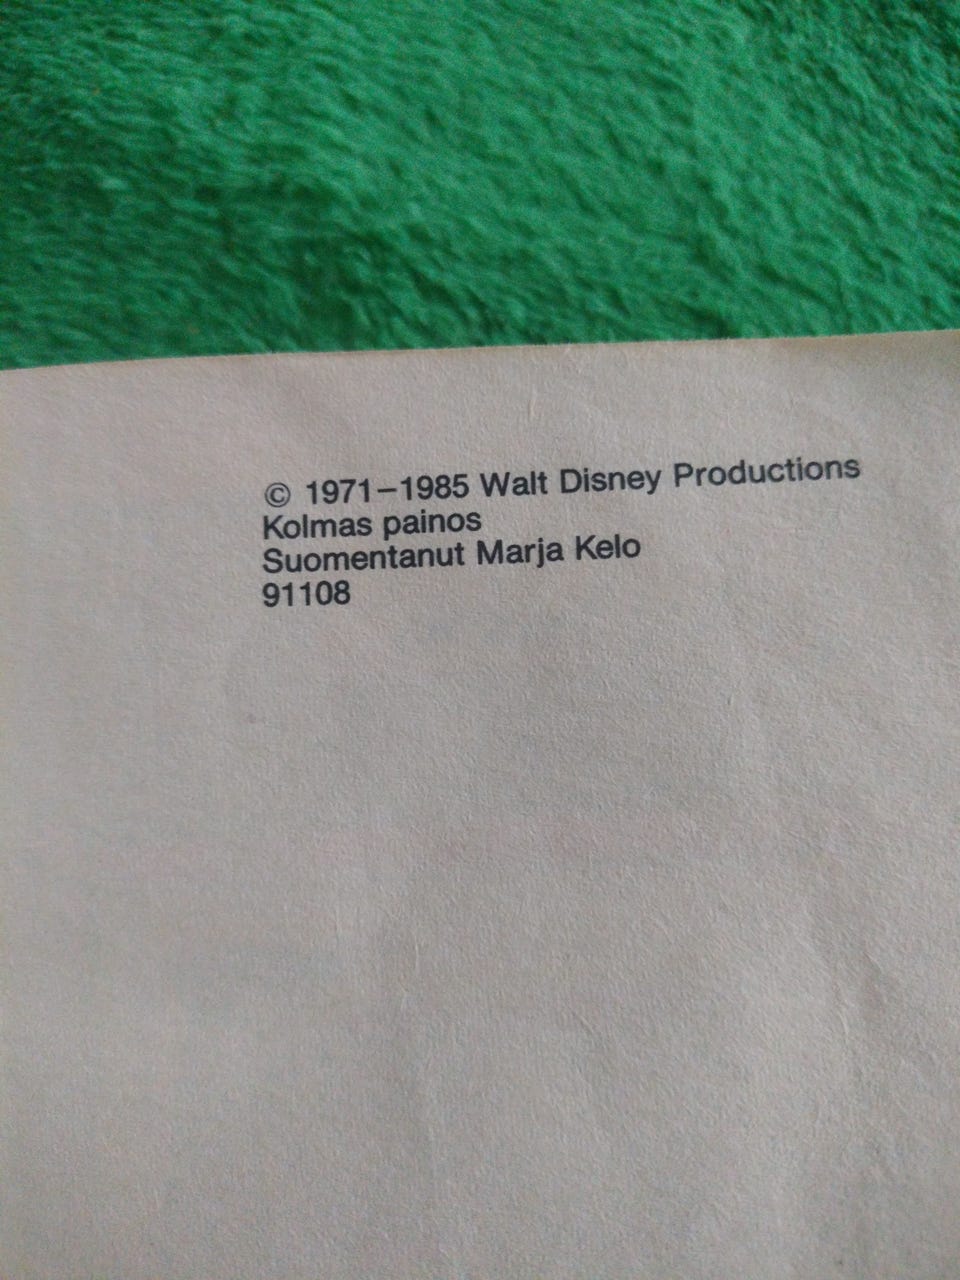 © 1971–1985 Walt Disney Productions
Kolmas painos
Suomentanut Marja Kelo
91108